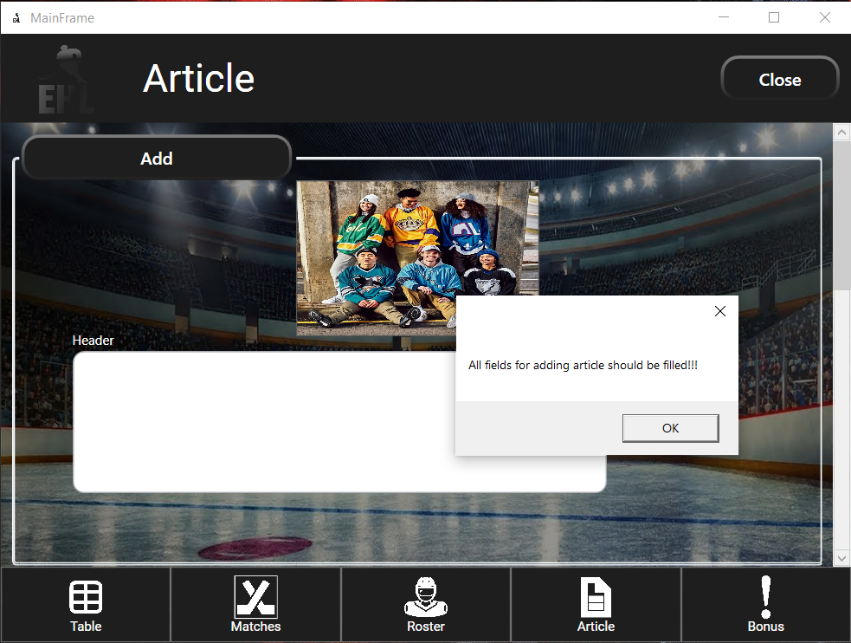 MainFrame
EHL
Article
Close
Add
Header
All fields for adding article should be filled!!!
OK
Table
Matches
Roster
Article
Bonus